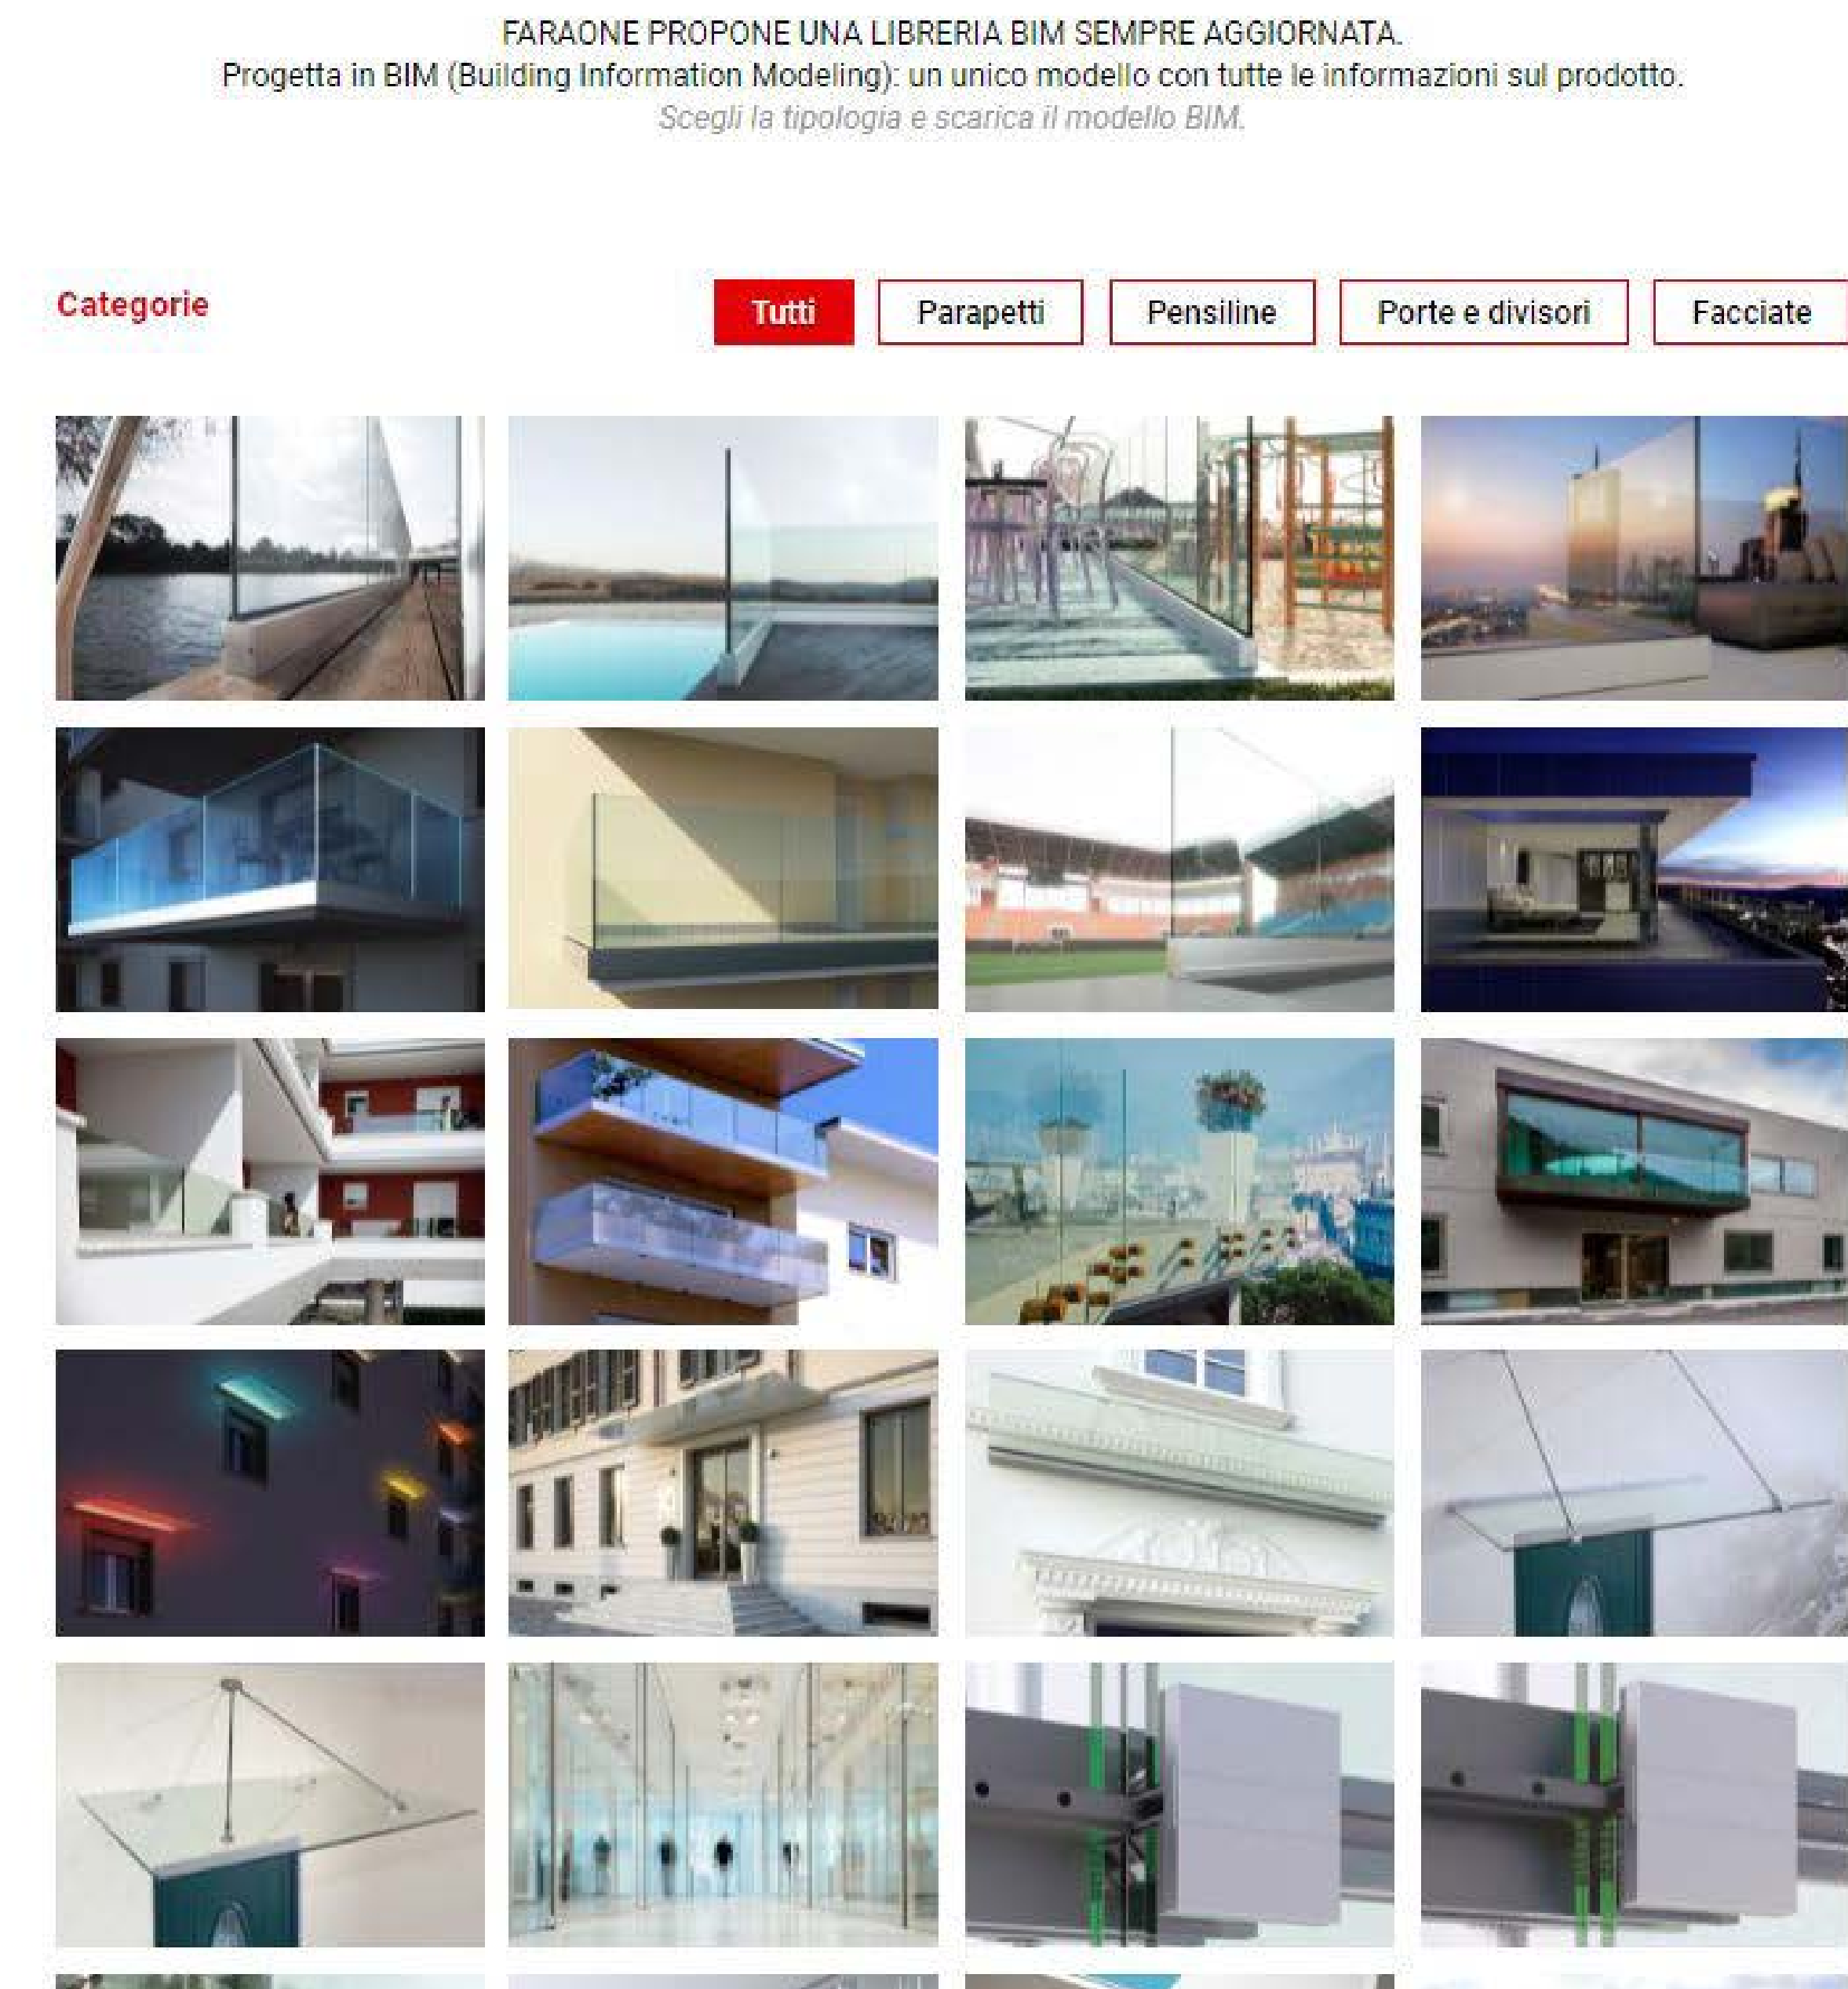 FARAONE PROPONE UNA LIBRERIA BIM SEMPRE AGGIORNATA.
Progetta in BIM (Building Information Modeling): un unico modello con tutte le informazioni sul prodotto.
Scegli la tipologia e scarica il modello BIM.
Categorie
Tutti
Parapetti
Pensiline
Porte e divisori
Facciate